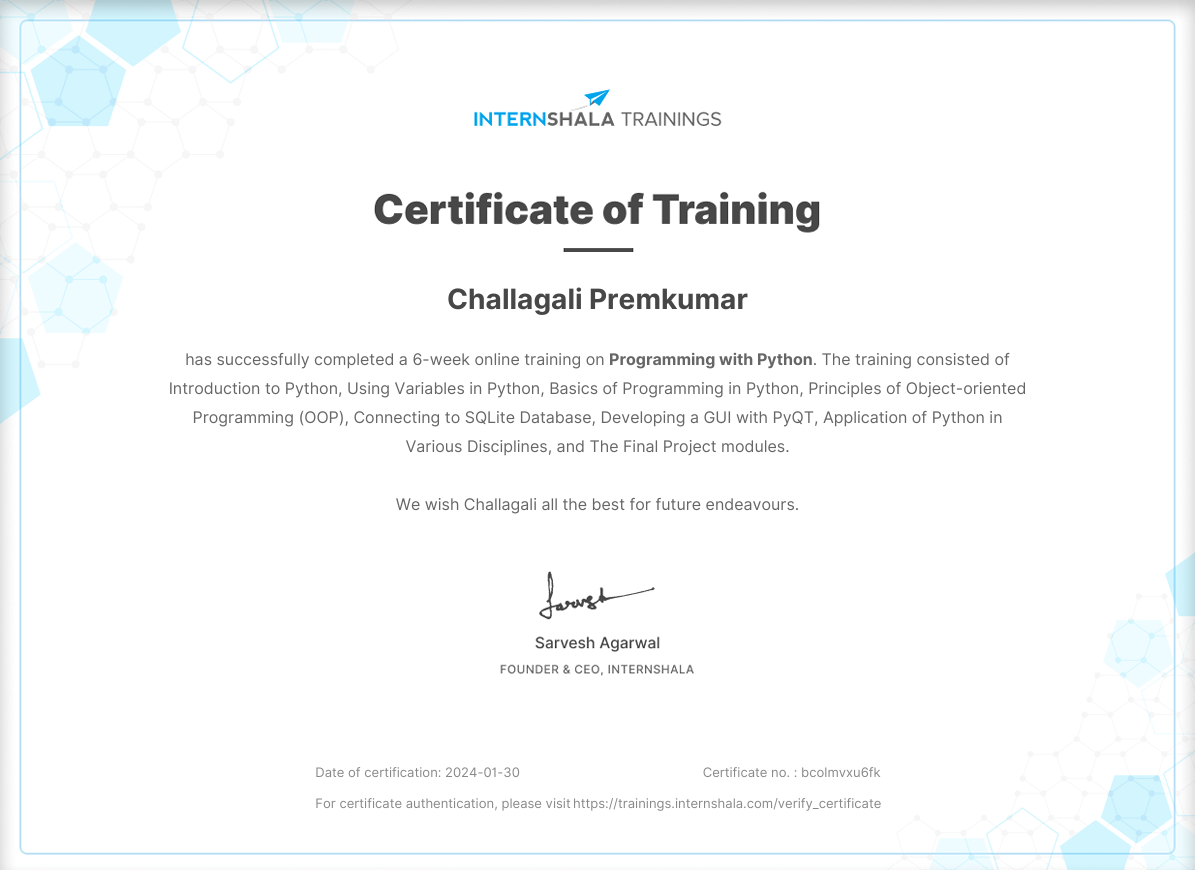 INTERNSHALA TRAININGS
Certificate of Training
Challagali Premkumar
has successfully completed a 6-week online training on Programming with Python. The training consisted of
Introduction to Python, Using Variables in Python, Basics of Programming in Python, Principles of Object-oriented
Programming (OOP), Connecting to SQLite Database, Developing a GUI with PyQT, Application of Python in
Various Disciplines, and The Final Project modules.
We wish Challagali all the best for future endeavours.
Sarvesh Agarwal
FOUNDER & CEO, INTERNSHALA
Date of certification: 2024-01-30 Certificate no. : bcolmvxu6fk
For certificate authentication, please visit https://trainings.internshala.com/verify_certificate